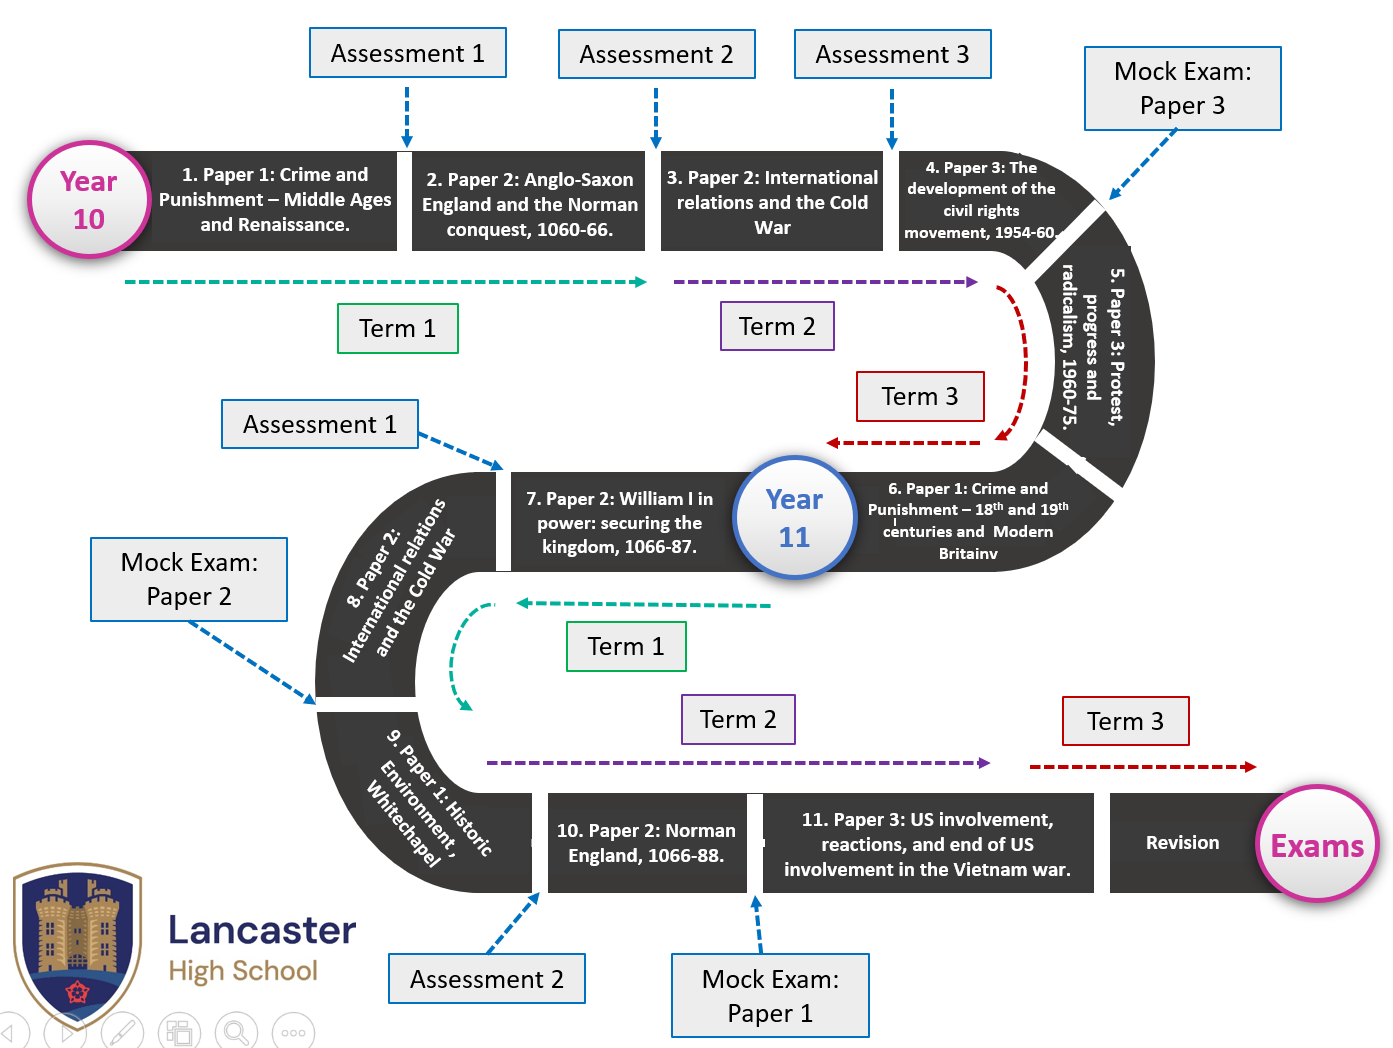 Assessment 1
Assessment 2
Assessment 3
Mock Exam:
Paper 3
Year
10
1. Paper 1: Crime and
Punishment – Middle Ages
and Renaissance.
2. Paper 2: Anglo-Saxon
England and the Norman
conquest, 1060-66.
3. Paper 2: International
relations and the Cold
War
4. Paper 3: The
development of the
civil rights
movement, 1954-60.
5. Paper 3: Protest,
progress and
radicalism, 1960-75.
Term 1
Term 2
Term 3
Assessment 1
6. Paper 1: Crime and
Punishment – 18th and 19th
centuries and Modern
Britainv
Year
11
7. Paper 2: William I in
power: securing the
kingdom, 1066-87.
8. Paper 2:
International relations
and the Cold War
Mock Exam:
Paper 2
Term 1
Term 2
Term 3
9. Paper 1: Historic
Environment ,
Whitechapel
10. Paper 2: Norman
England, 1066-88.
11. Paper 3: US involvement,
reactions, and end of US
involvement in the Vietnam war.
Revision
Exams
Assessment 2
Mock Exam:
Paper 1
Lancaster
High School